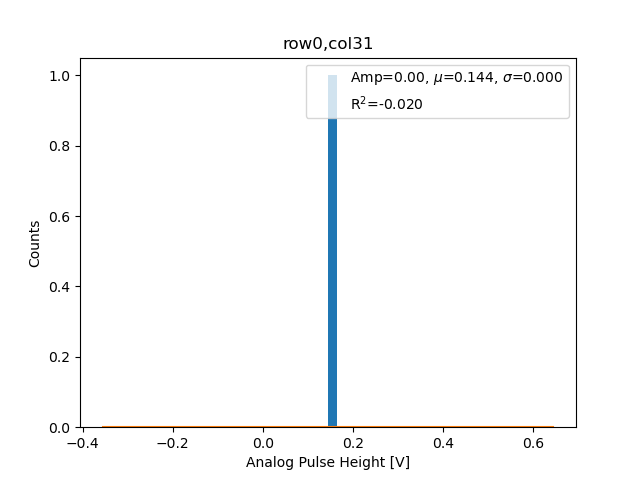 row0,col31
Amp=0.00, μ=0.144, σ=0.000
R²=-0.020
Counts
1.0
0.8
0.6
0.4
0.2
0.0
−0.4 −0.2 0.0 0.2 0.4 0.6
Analog Pulse Height [V]